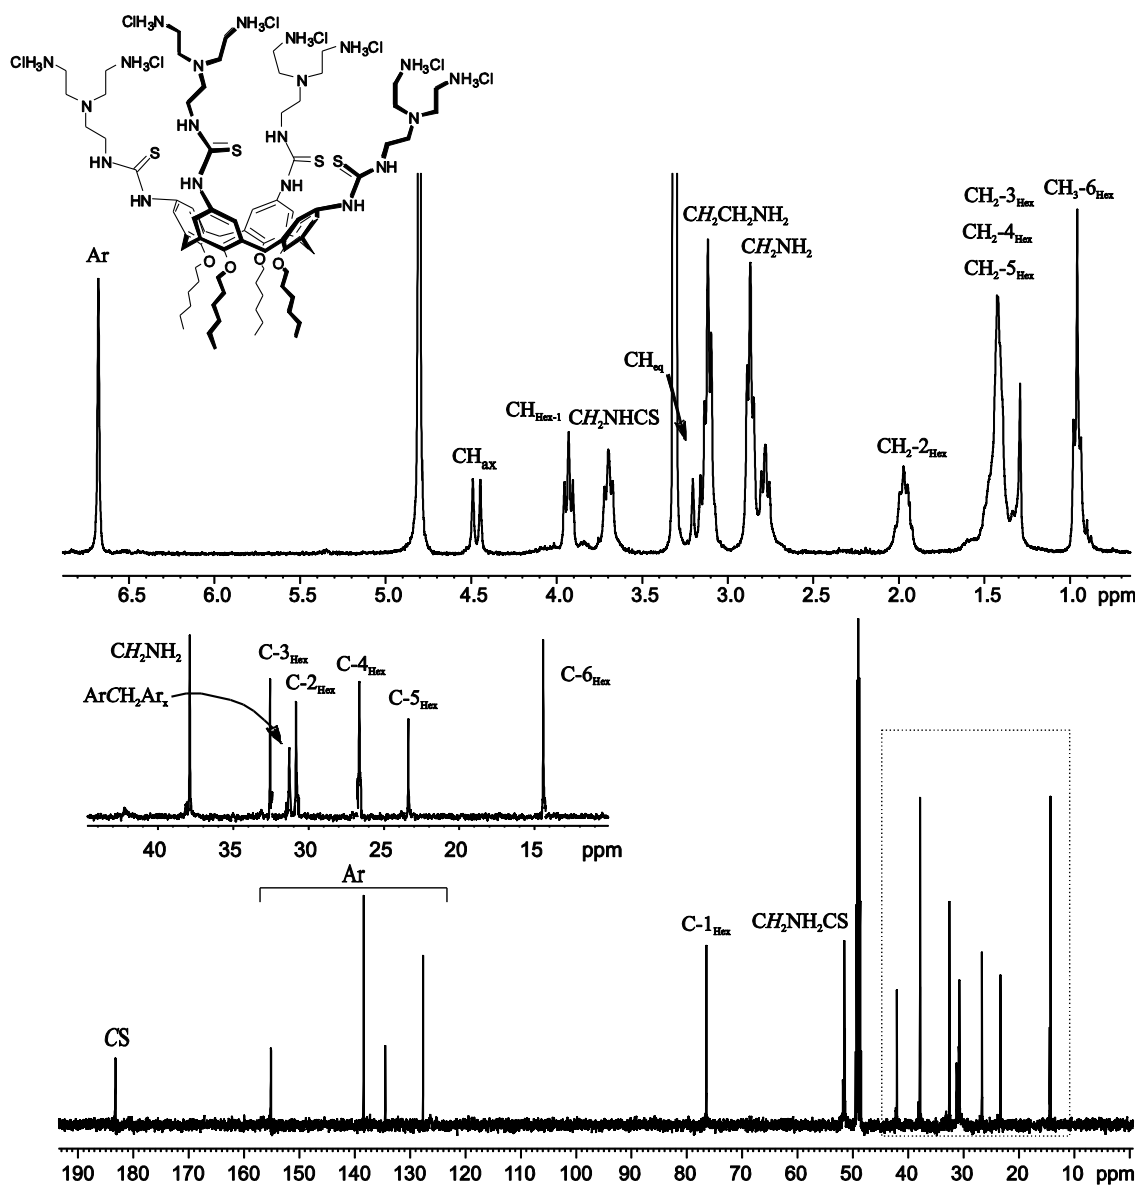 ClH₃N NH₃Cl
ClH₃N NH₃Cl
NH₃Cl NH₃Cl
NH₃Cl NH₃Cl
N N N N
HN HN HN NH
S S S S
NH NH NH NH
O O O O
Ar
CHax
CHHex-1
CH₂NHCS
CHeq
CH₂CH₂NH₂
CH₂NH₂
CH₂-2Hex
CH₂-3Hex
CH₂-4Hex
CH₂-5Hex
CH₃-6Hex
6.5 6.0 5.5 5.0 4.5 4.0 3.5 3.0 2.5 2.0 1.5 1.0 ppm
CH₂NH₂
ArCH₂Arx
C-3Hex
C-2Hex
C-4Hex
C-5Hex
C-6Hex
40 35 30 25 20 15 ppm
Ar
CS
C-1Hex
CH₂NH₂CS
190 180 170 160 150 140 130 120 110 100 90 80 70 60 50 40 30 20 10 ppm